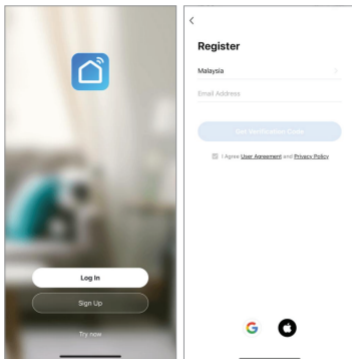 Log In
Sign Up
Try now
Register
Malaysia
Email Address
Get Verification Code
I Agree User Agreement and Privacy Policy